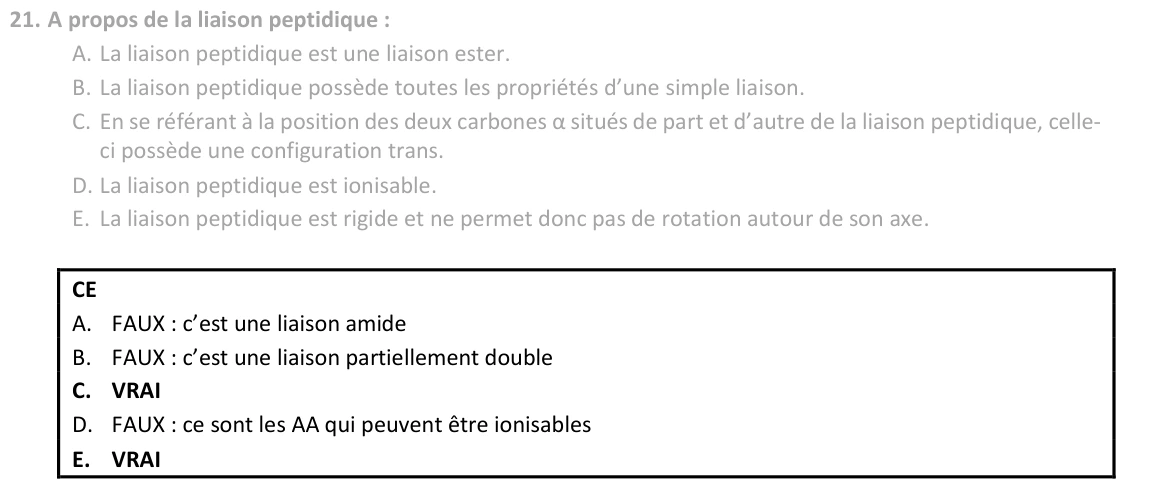 21. A propos de la liaison peptidique :
A. La liaison peptidique est une liaison ester.
B. La liaison peptidique possède toutes les propriétés d’une simple liaison.
C. En se référant à la position des deux carbones α situés de part et d’autre de la liaison peptidique, celle-
ci possède une configuration trans.
D. La liaison peptidique est ionisable.
E. La liaison peptidique est rigide et ne permet donc pas de rotation autour de son axe.
CE
A. FAUX : c’est une liaison amide
B. FAUX : c’est une liaison partiellement double
C. VRAI
D. FAUX : ce sont les AA qui peuvent être ionisables
E. VRAI